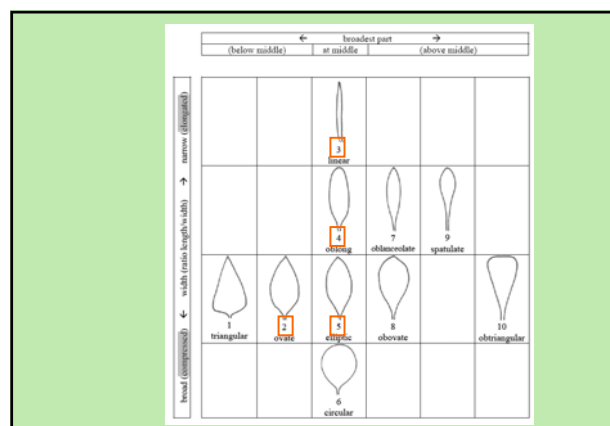 ← broadest part →
(below middle) at middle (above middle)
broad (compressed) ← width (ratio length/width) → narrow (elongated)
3
linear
4
oblong
7
oblanceolate
9
spatulate
1
triangular
2
ovate
5
elliptic
8
obovate
10
obtriangular
6
circular